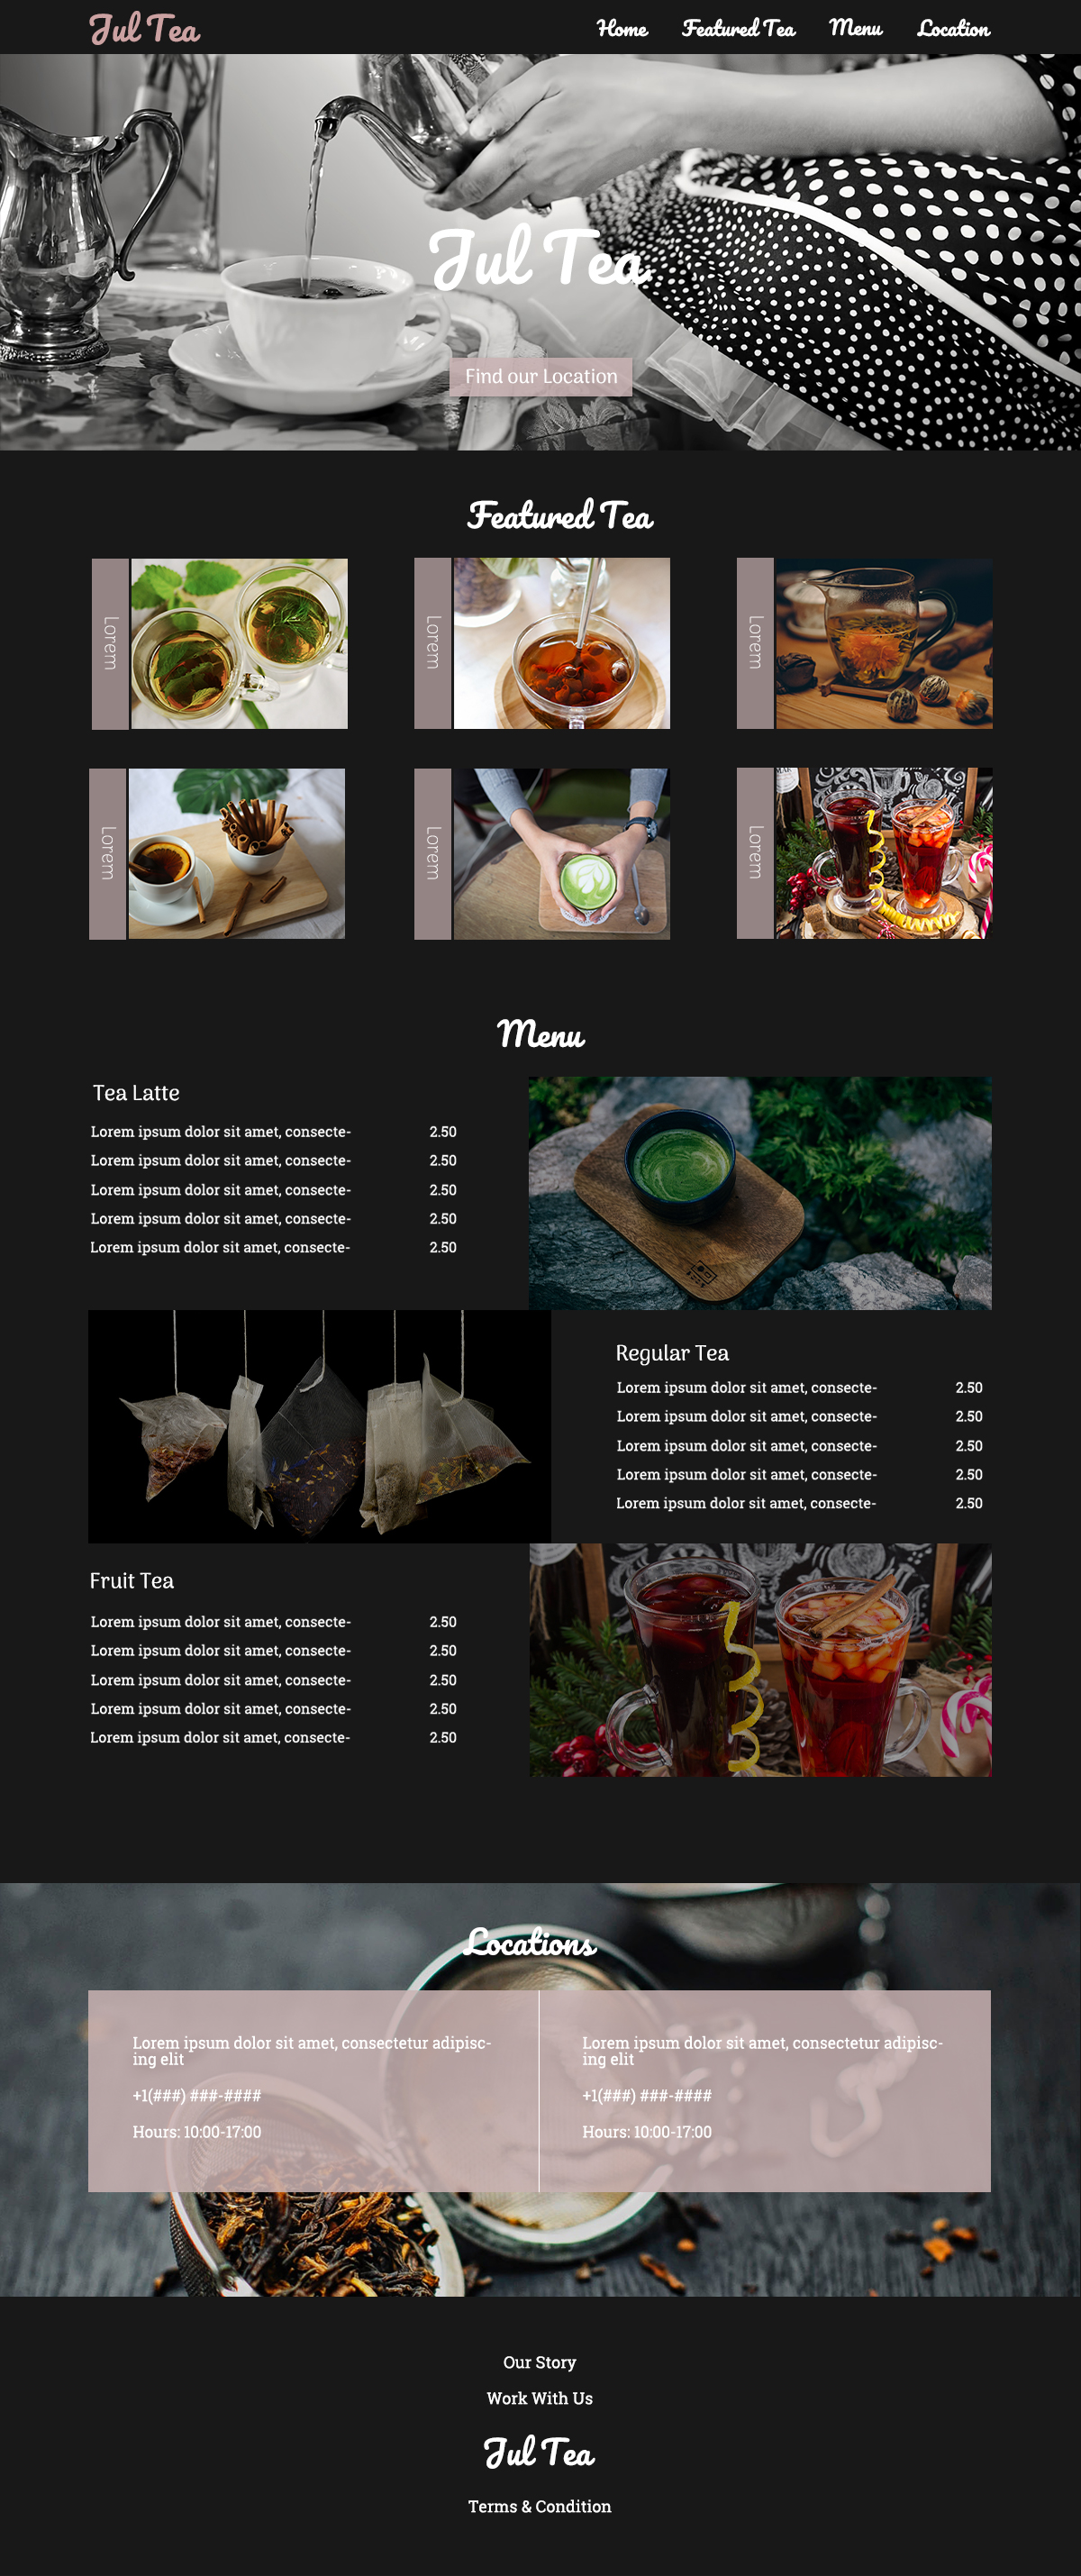 Jul Tea
Home Featured Tea Menu Location
Jul Tea
Find our Location
Featured Tea
Lorem
Lorem
Lorem
Lorem
Lorem
Lorem
Menu
Tea Latte
Lorem ipsum dolor sit amet, consecte- 2.50
Lorem ipsum dolor sit amet, consecte- 2.50
Lorem ipsum dolor sit amet, consecte- 2.50
Lorem ipsum dolor sit amet, consecte- 2.50
Lorem ipsum dolor sit amet, consecte- 2.50
Regular Tea
Lorem ipsum dolor sit amet, consecte- 2.50
Lorem ipsum dolor sit amet, consecte- 2.50
Lorem ipsum dolor sit amet, consecte- 2.50
Lorem ipsum dolor sit amet, consecte- 2.50
Lorem ipsum dolor sit amet, consecte- 2.50
Fruit Tea
Lorem ipsum dolor sit amet, consecte- 2.50
Lorem ipsum dolor sit amet, consecte- 2.50
Lorem ipsum dolor sit amet, consecte- 2.50
Lorem ipsum dolor sit amet, consecte- 2.50
Lorem ipsum dolor sit amet, consecte- 2.50
Locations
Lorem ipsum dolor sit amet, consectetur adipisc-
ing elit
+1(###) ###-####
Hours: 10:00-17:00
Lorem ipsum dolor sit amet, consectetur adipisc-
ing elit
+1(###) ###-####
Hours: 10:00-17:00
Our Story
Work With Us
Jul Tea
Terms & Condition